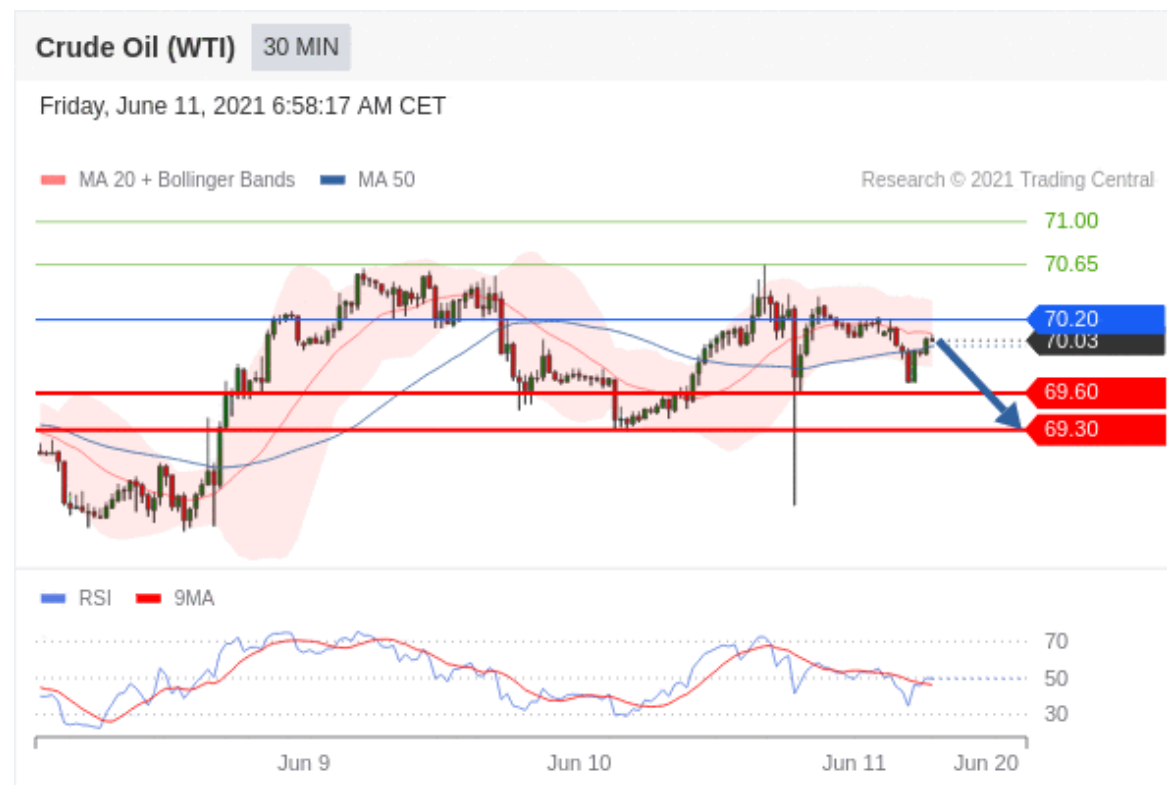 Crude Oil (WTI) 30 MIN
Friday, June 11, 2021 6:58:17 AM CET
MA 20 + Bollinger Bands MA 50 Research © 2021 Trading Central
71.00
70.65
70.20
70.03
69.60
69.30
RSI 9MA
70
50
30
Jun 9 Jun 10 Jun 11 Jun 20